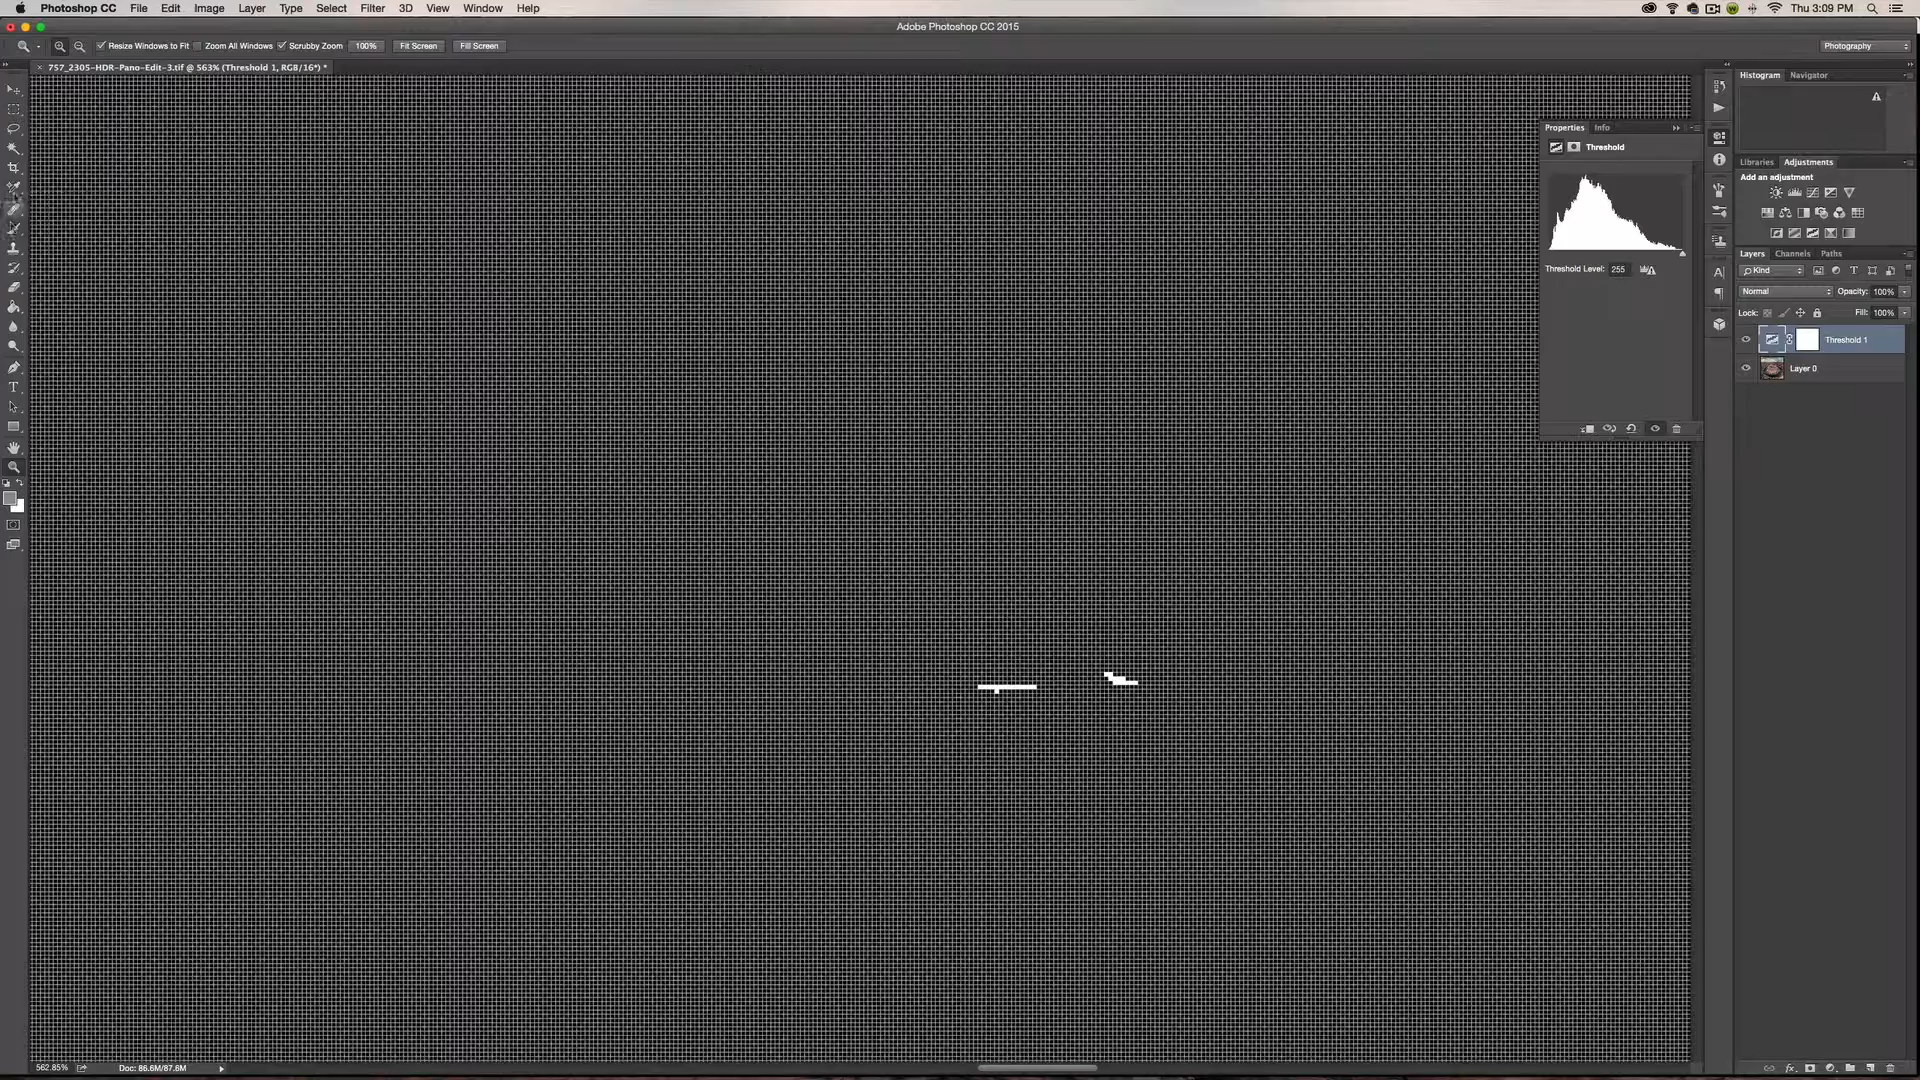 Photoshop CC File Edit Image Layer Type Select Filter 3D View Window Help Thu 3:09 PM
Adobe Photoshop CC 2015
Resize Windows to Fit Zoom All Windows Scrubby Zoom 100% Fit Screen Fill Screen Photography
757_2305-HDR-Pano-Edit-3.tif @ 563% (Threshold 1, RGB/16*) *
Histogram Navigator
Properties Info
Threshold
Threshold Level: 255
Libraries Adjustments
Add an adjustment
Layers Channels Paths
Kind
Normal Opacity: 100%
Lock: Fill: 100%
Threshold 1
Layer 0
562.85% Doc: 86.6M/87.6M